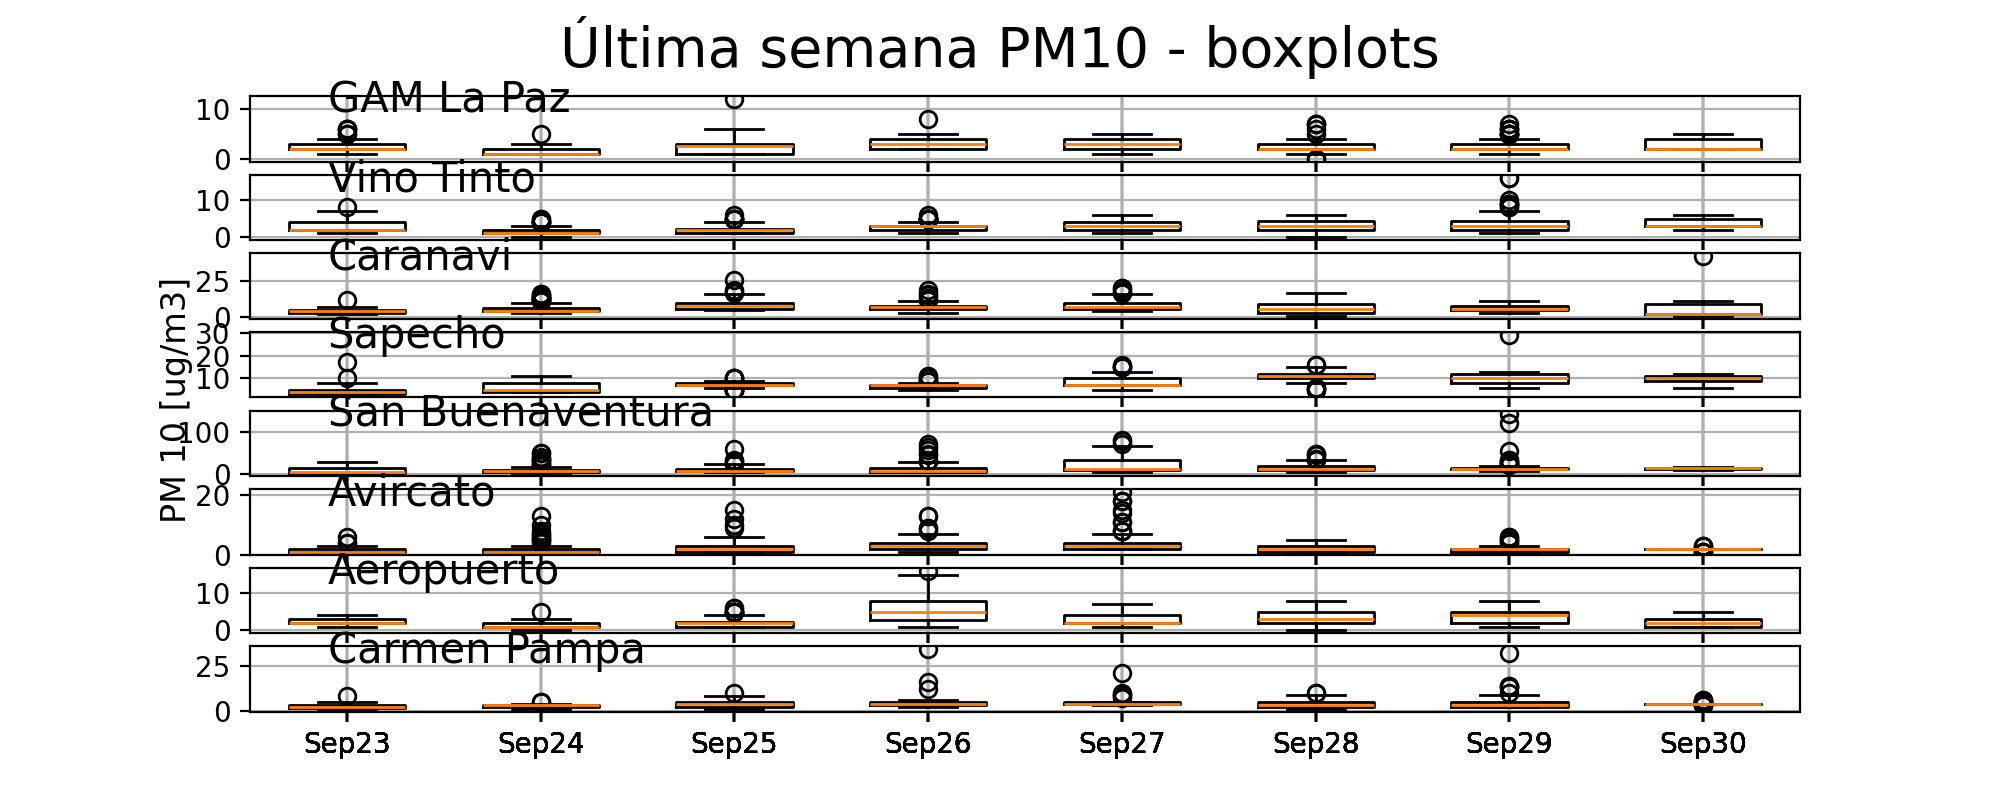 Última semana PM10 - boxplots
GAM La Paz
10
0
Vino Tinto
10
0
Caranavi
25
0
Sapecho
30
20
10
San Buenaventura
100
0
Avircato
20
0
Aeropuerto
10
0
Carmen Pampa
25
0
PM 10 [ug/m3]
Sep23 Sep24 Sep25 Sep26 Sep27 Sep28 Sep29 Sep30